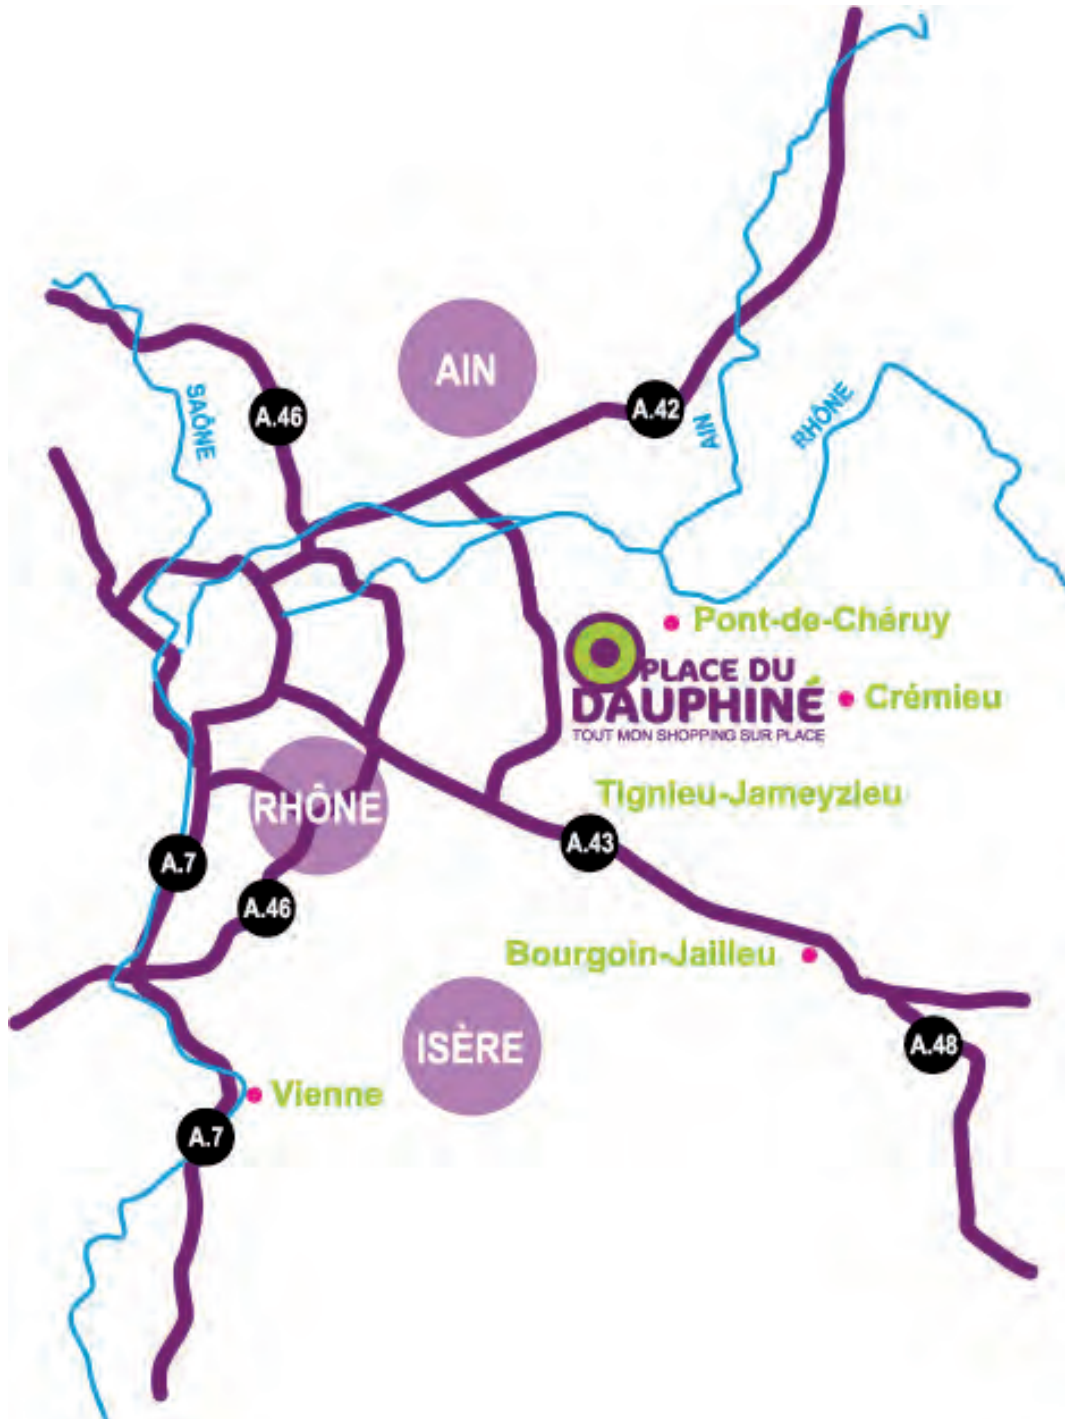 AIN
A.46
A.42
SAÔNE
AIN
RHÔNE
Pont-de-Chéruy
PLACE DU
DAUPHINÉ
TOUT MON SHOPPING SUR PLACE
Crémieu
Tignieu-Jameyzieu
RHÔNE
A.43
A.7
A.46
Bourgoin-Jailleu
ISÈRE
A.48
Vienne
A.7